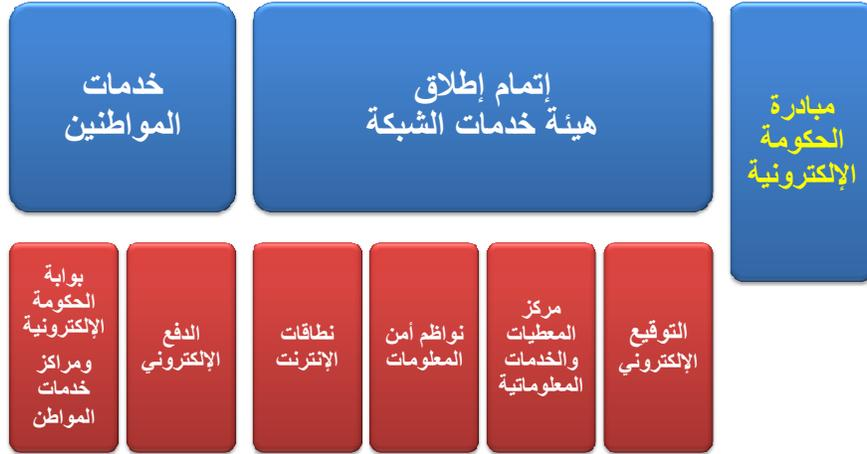 مبادرة
الحكومة
الإلكترونية
إتمام إطلاق
هيئة خدمات الشبكة
خدمات
المواطنين
التوقيع
الإلكتروني
مركز
المعطيات
والخدمات
المعلوماتية
نواظم أمن
المعلومات
نطاقات
الإنترنت
الدفع
الإلكتروني
بوابة
الحكومة
الإلكترونية
ومراكز
خدمات
المواطن